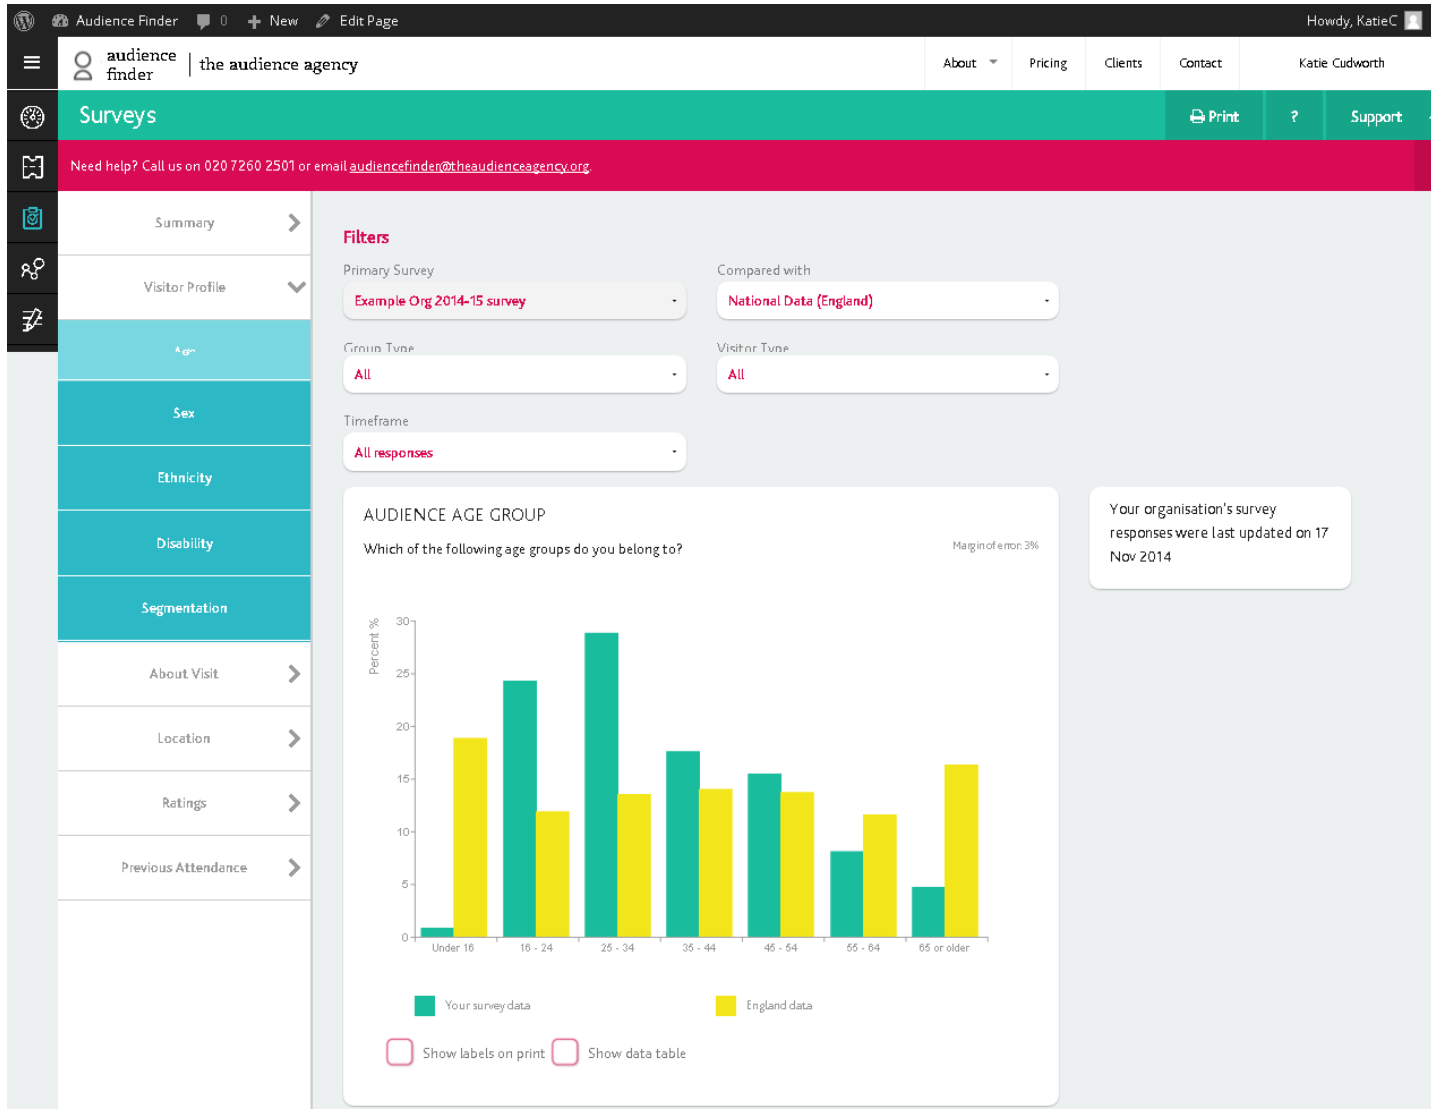 Audience Finder 0 + New Edit Page Howdy, KatieC
audience finder | the audience agency About Pricing Clients Contact Katie Cudworth
Surveys Print ? Support
Need help? Call us on 020 7260 2501 or email audiencefinder@theaudienceagency.org.
Summary
Visitor Profile
Age
Sex
Ethnicity
Disability
Segmentation
About Visit
Location
Ratings
Previous Attendance
Filters
Primary Survey Compared with
Example Org 2014-15 survey National Data (England)
Group Type Visitor Type
All All
Timeframe
All responses
AUDIENCE AGE GROUP
Which of the following age groups do you belong to? Margin of error: 3%
Percent %
30
25
20
15
10
5
0
Under 16 16 - 24 25 - 34 35 - 44 45 - 54 55 - 64 65 or older
Your survey data England data
Show labels on print Show data table
Your organisation's survey
responses were last updated on 17
Nov 2014